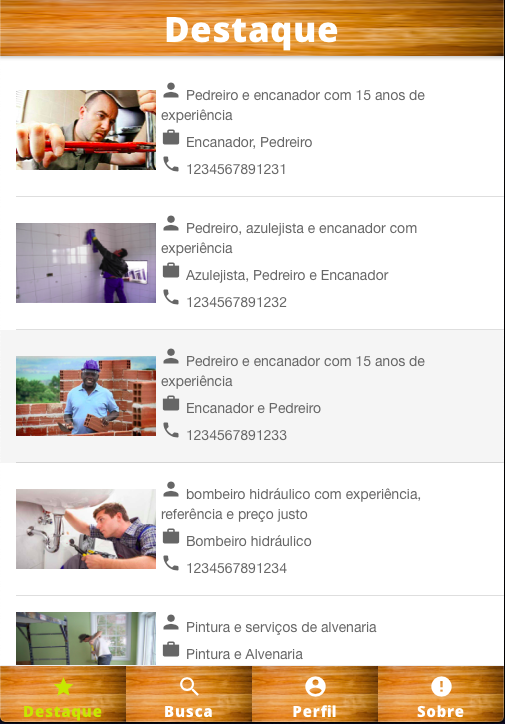 Destaque
Pedreiro e encanador com 15 anos de
experiência
Encanador, Pedreiro
1234567891231
Pedreiro, azulejista e encanador com
experiência
Azulejista, Pedreiro e Encanador
1234567891232
Pedreiro e encanador com 15 anos de
experiência
Encanador e Pedreiro
1234567891233
bombeiro hidráulico com experiência,
referência e preço justo
Bombeiro hidráulico
1234567891234
Pintura e serviços de alvenaria
Pintura e Alvenaria
Destaque Busca Perfil Sobre